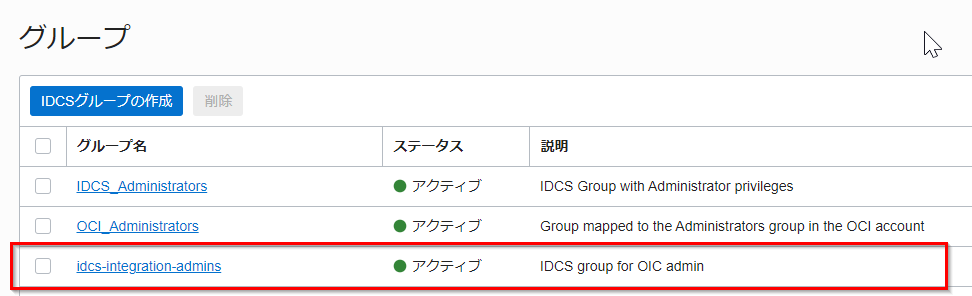 グループ
IDCSグループの作成 削除
グループ名 ステータス 説明
IDCS_Administrators アクティブ IDCS Group with Administrator privileges
OCI_Administrators アクティブ Group mapped to the Administrators group in the OCI account
idcs-integration-admins アクティブ IDCS group for OIC admin